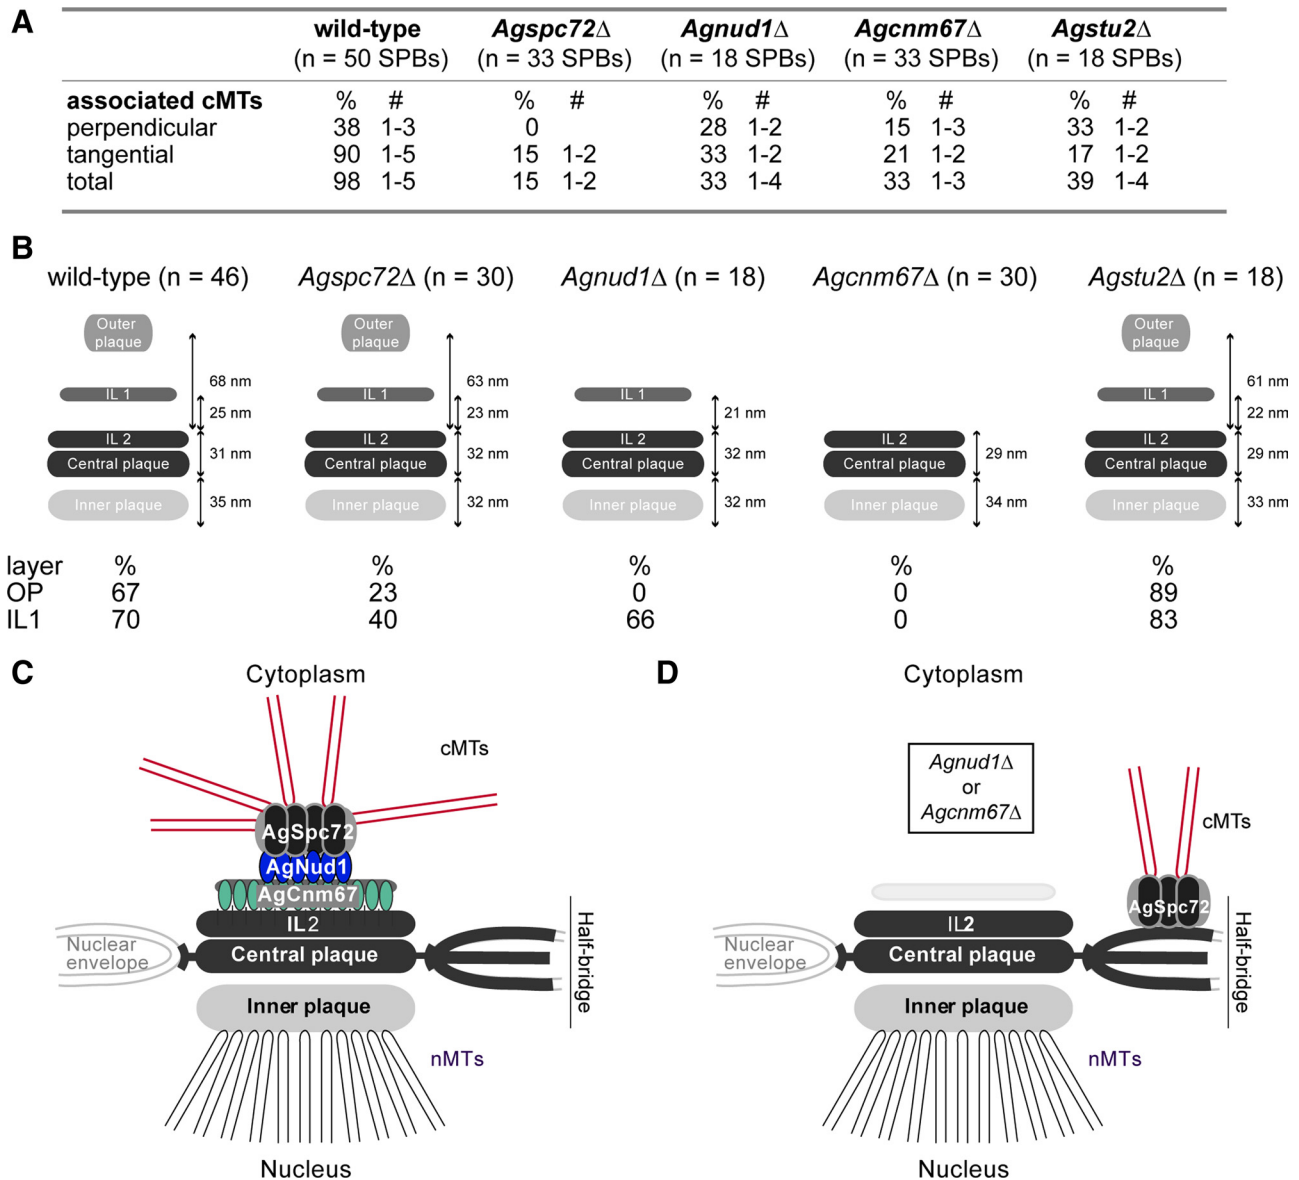 A
wild-type Agspc72Δ Agnud1Δ Agcnm67Δ Agstu2Δ
(n = 50 SPBs) (n = 33 SPBs) (n = 18 SPBs) (n = 33 SPBs) (n = 18 SPBs)
associated cMTs % # % # % # % # % #
perpendicular 38 1-3 0 28 1-2 15 1-3 33 1-2
tangential 90 1-5 15 1-2 33 1-2 21 1-2 17 1-2
total 98 1-5 15 1-2 33 1-4 33 1-3 39 1-4
B
wild-type (n = 46) Agspc72Δ (n = 30) Agnud1Δ (n = 18) Agcnm67Δ (n = 30) Agstu2Δ (n = 18)
Outer plaque Outer plaque Outer plaque
68 nm 63 nm 61 nm
IL 1 IL 1 IL 1 IL 1
25 nm 23 nm 21 nm 22 nm
IL 2 IL 2 IL 2 IL 2 IL 2
31 nm 32 nm 32 nm 29 nm 29 nm
Central plaque Central plaque Central plaque Central plaque Central plaque
Inner plaque 35 nm Inner plaque 32 nm Inner plaque 32 nm Inner plaque 34 nm Inner plaque 33 nm
layer % % % % %
OP 67 23 0 0 89
IL1 70 40 66 0 83
C
Cytoplasm
cMTs
AgSpc72
AgNud1
AgCnm67
IL2
Nuclear
envelope
Central plaque
Half-bridge
Inner plaque
nMTs
Nucleus
D
Cytoplasm
Agnud1Δ
or
Agcnm67Δ
cMTs
AgSpc72
IL2
Nuclear
envelope
Central plaque
Half-bridge
Inner plaque
nMTs
Nucleus